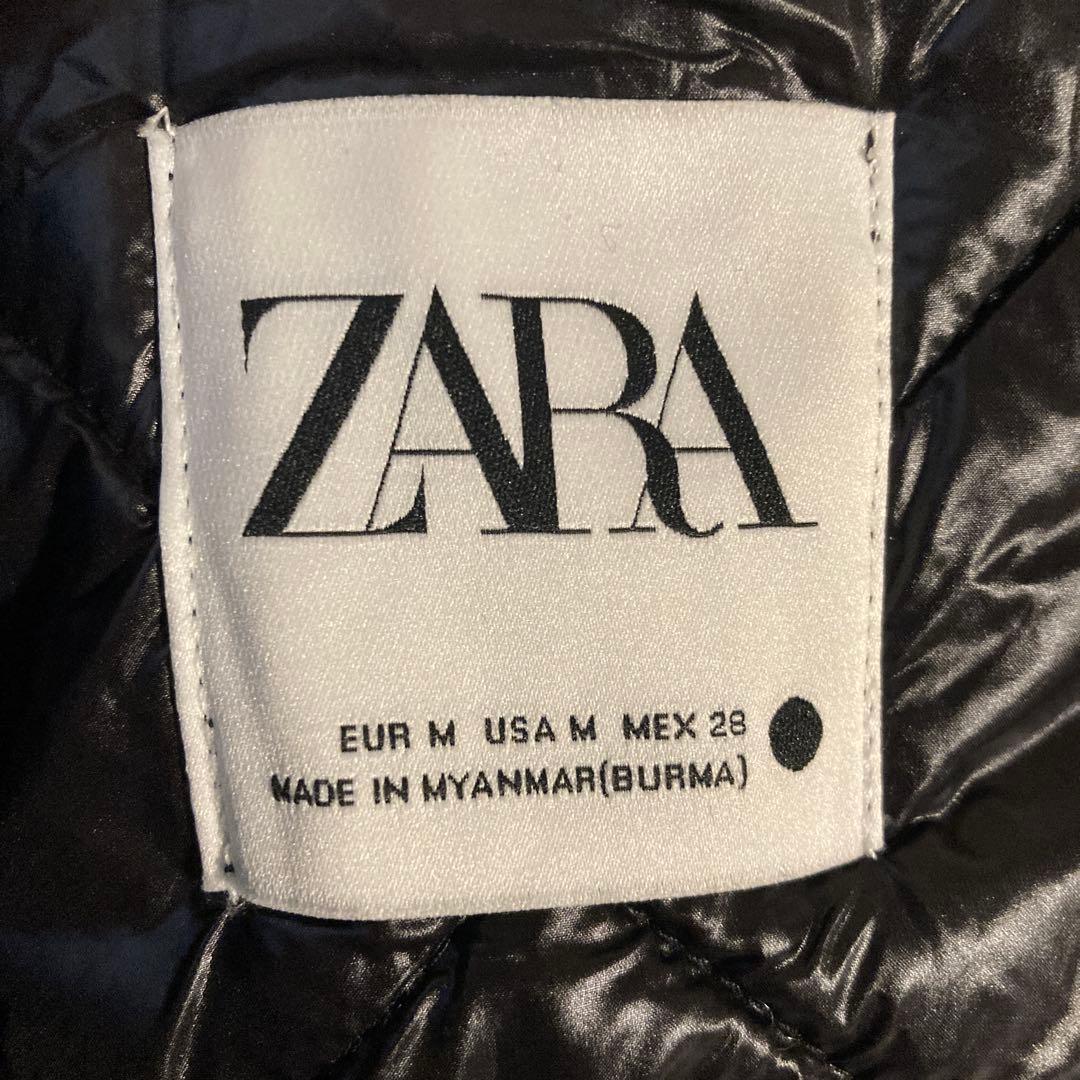 ZARA
EUR M USA M MEX 28
MADE IN MYANMAR(BURMA)